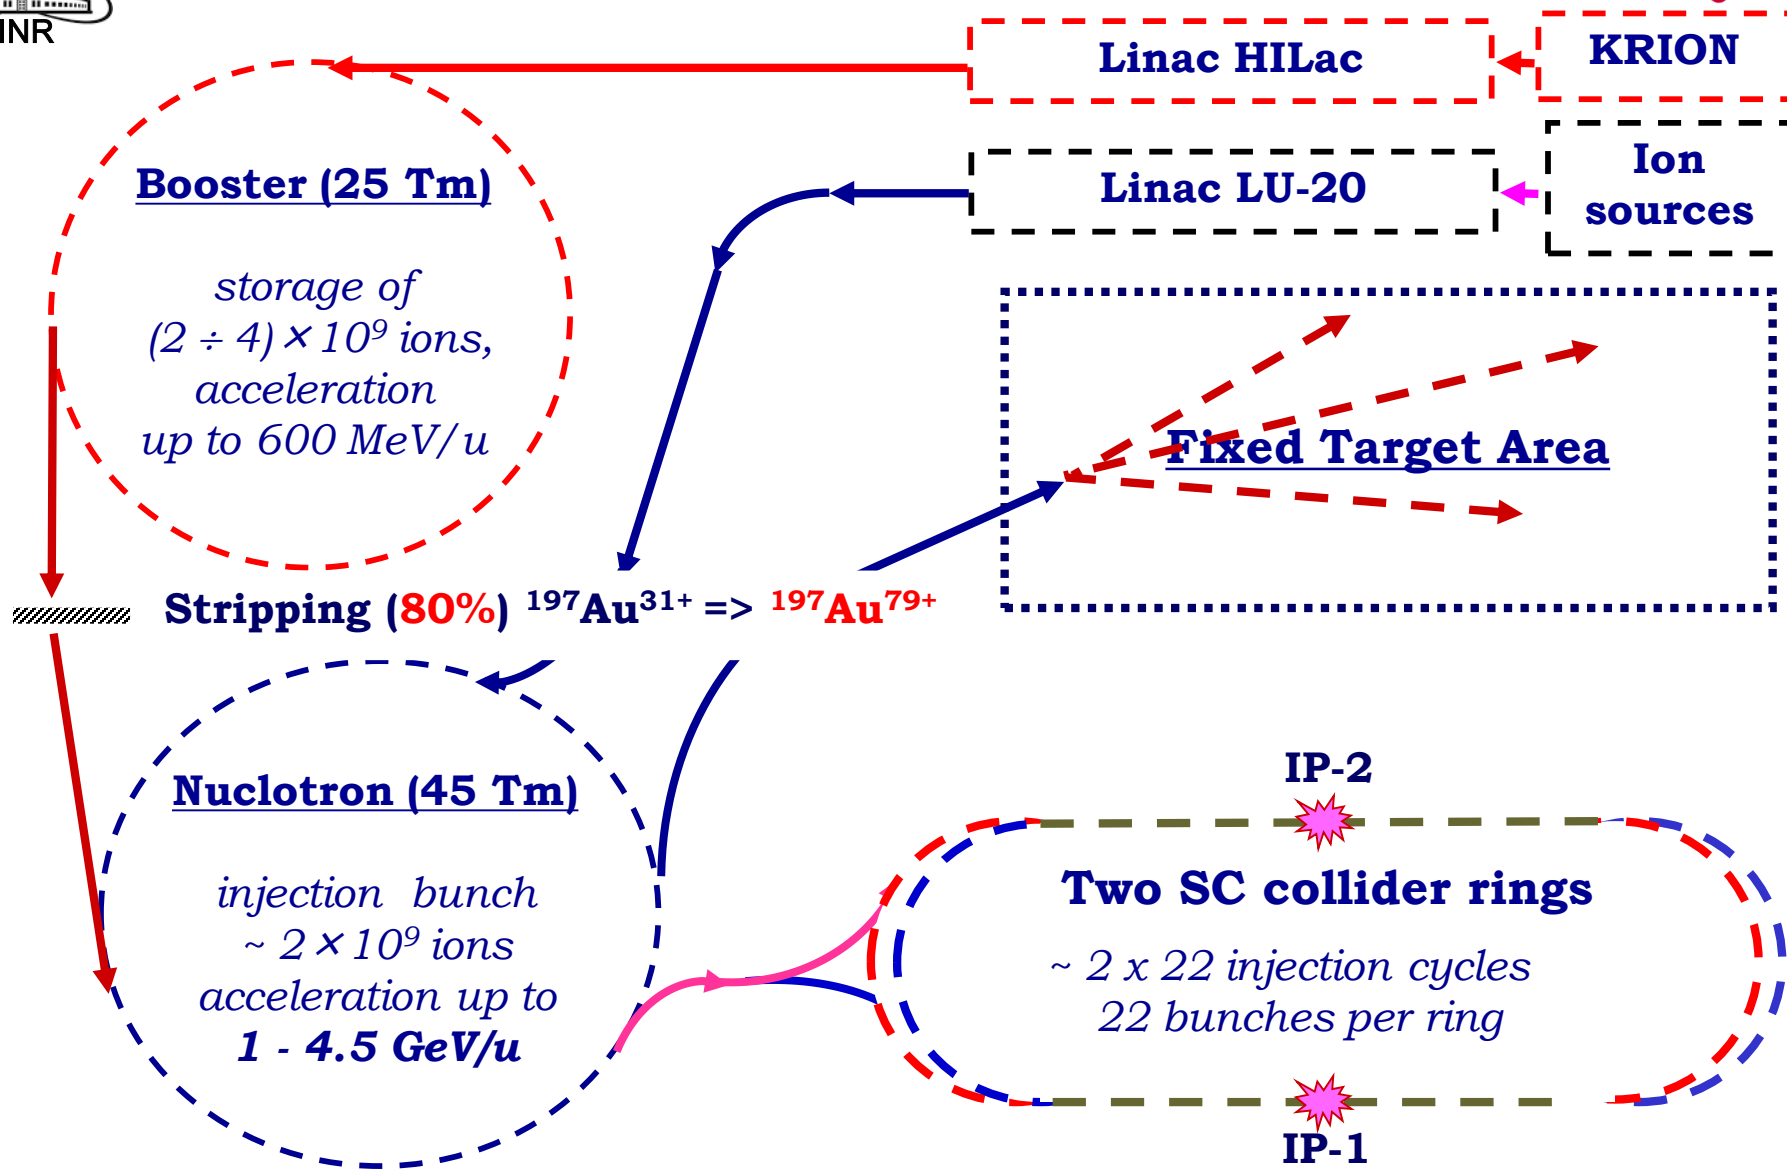 INR
Linac HILac
KRION
Linac LU-20
Ion
sources
Booster (25 Tm)
storage of
(2 ÷ 4) × 10⁹ ions,
acceleration
up to 600 MeV/u
Fixed Target Area
Stripping (80%) ¹⁹⁷Au³¹⁺ => ¹⁹⁷Au⁷⁹⁺
Nuclotron (45 Tm)
injection bunch
~ 2 × 10⁹ ions
acceleration up to
1 - 4.5 GeV/u
IP-2
Two SC collider rings
~ 2 x 22 injection cycles
22 bunches per ring
IP-1